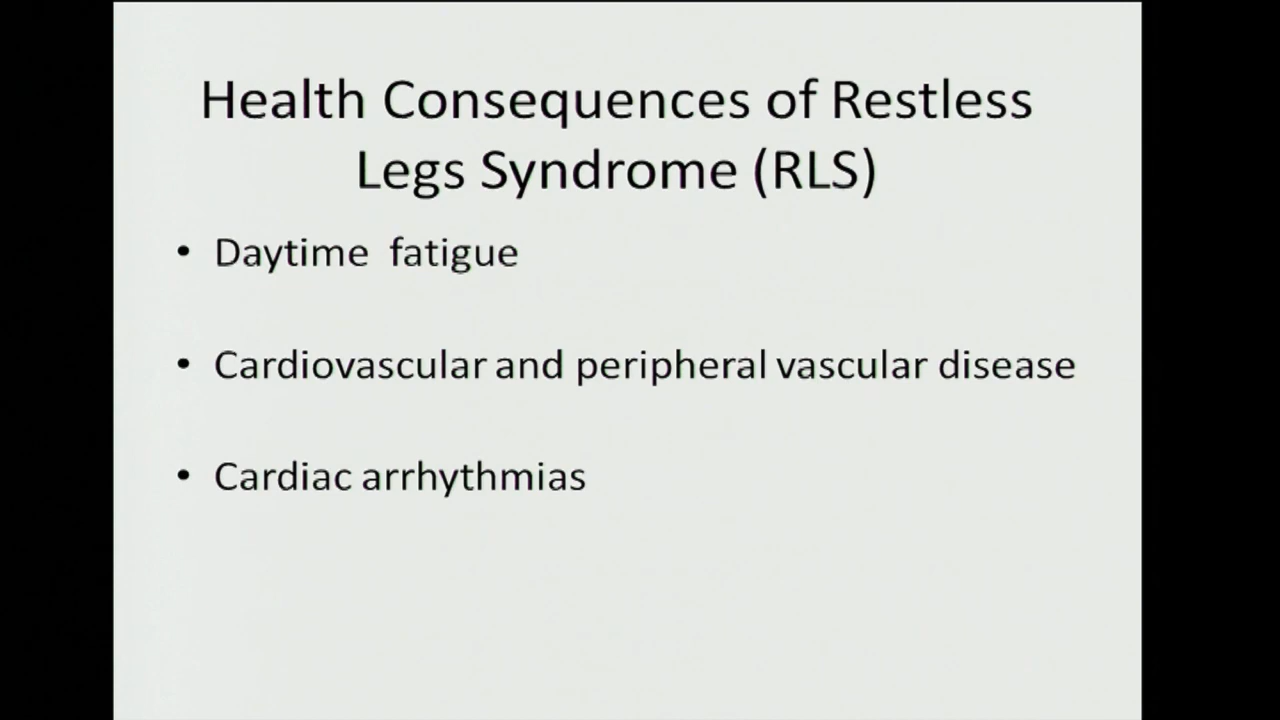 Health Consequences of Restless
Legs Syndrome (RLS)
• Daytime fatigue
• Cardiovascular and peripheral vascular disease
• Cardiac arrhythmias